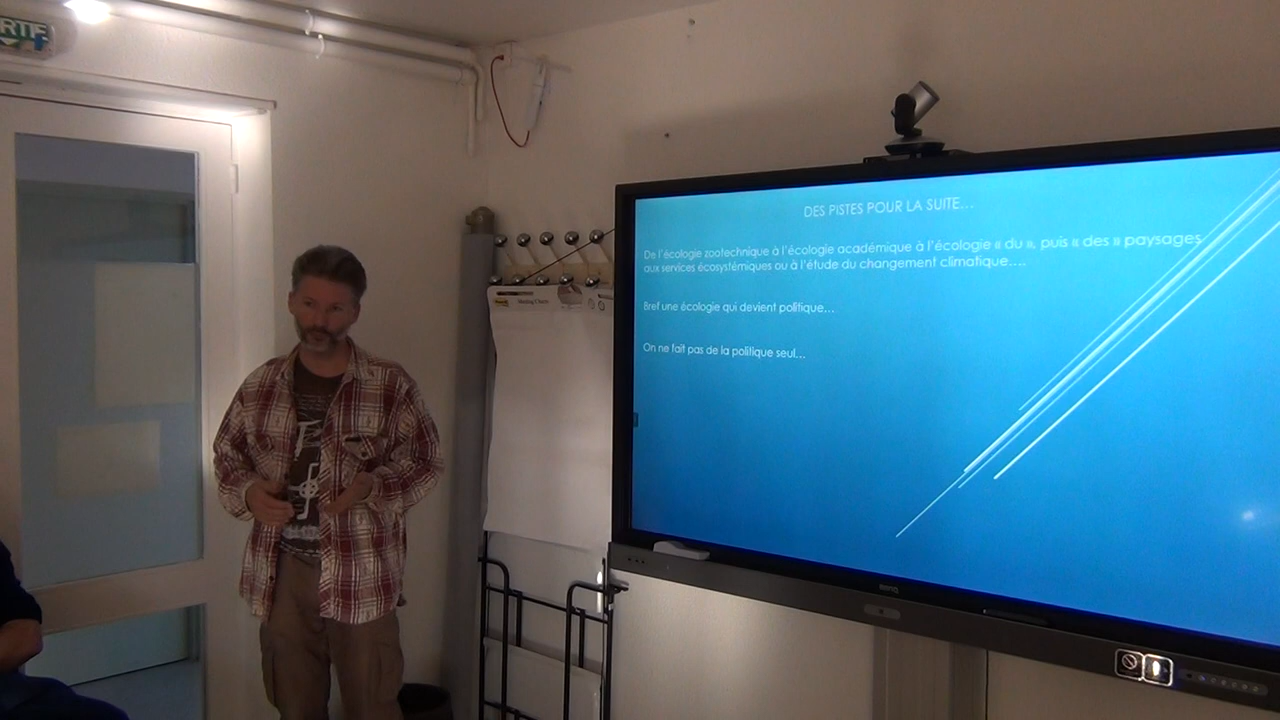 DES PISTES POUR LA SUITE...
De l'écologie zootechnique à l'écologie académique à l'écologie « du », puis « des » paysages
aux services écosystémiques ou à l'étude du changement climatique....
Bref une écologie qui devient politique...
On ne fait pas de la politique seul...
BenQ